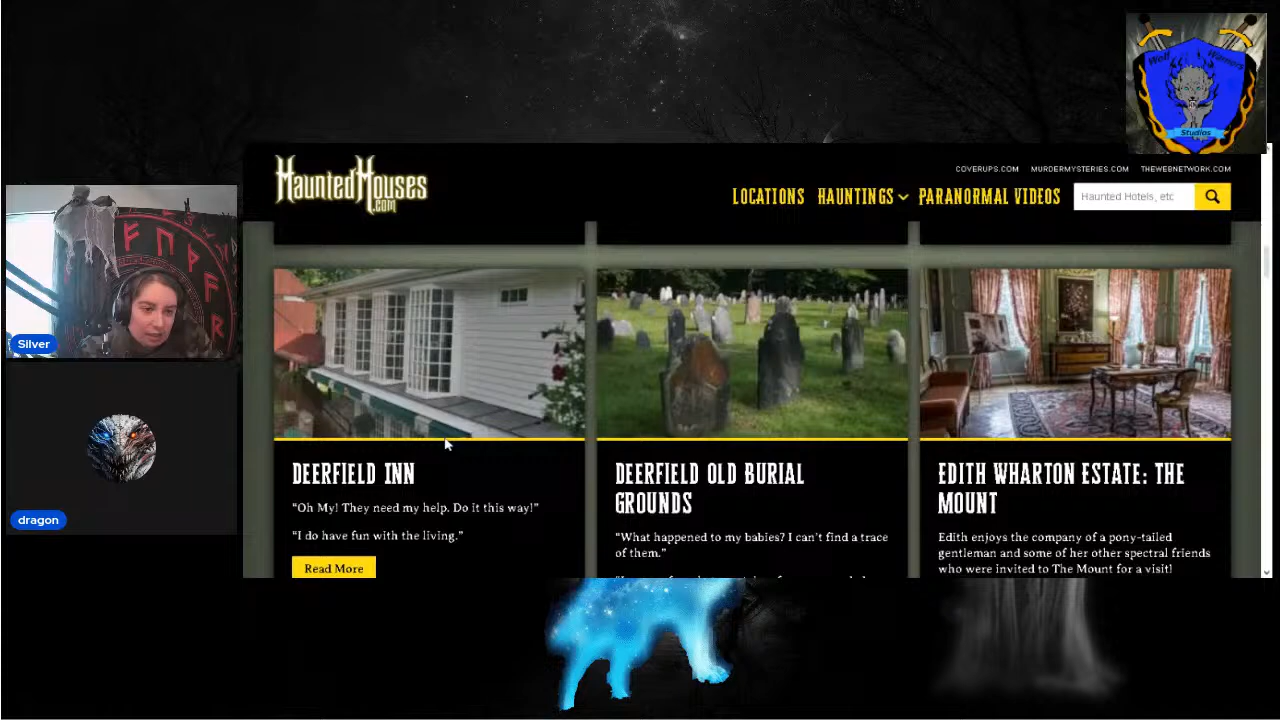 Wolf Warriors
Studios
HauntedHouses
.com
COVERUPS.COM MURDERMYSTERIES.COM THEWEBNETWORK.COM
LOCATIONS HAUNTINGS PARANORMAL VIDEOS
Haunted Hotels, etc
Silver
dragon
DEERFIELD INN
"Oh My! They need my help. Do it this way!"
"I do have fun with the living."
Read More
DEERFIELD OLD BURIAL
GROUNDS
"What happened to my babies? I can't find a trace
of them."
EDITH WHARTON ESTATE: THE
MOUNT
Edith enjoys the company of a pony-tailed
gentleman and some of her other spectral friends
who were invited to The Mount for a visit!